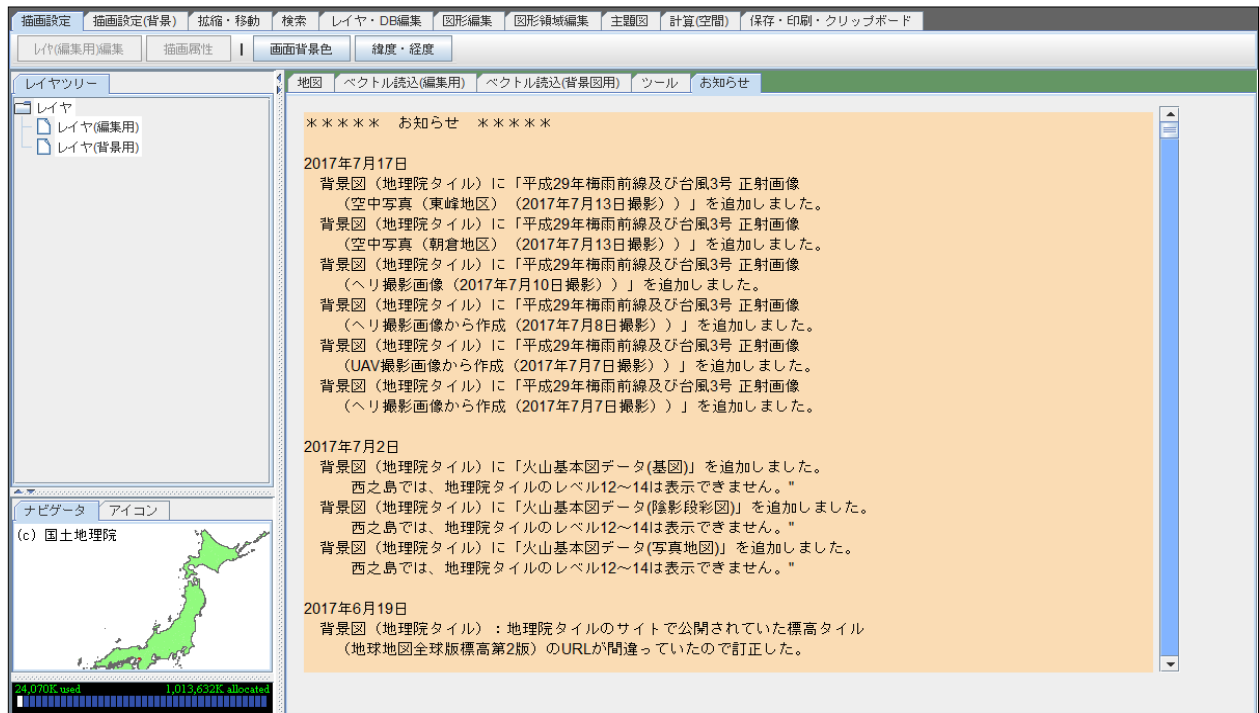 描画設定 描画設定(背景) 拡縮・移動 検索 レイヤ・DB編集 図形編集 図形領域編集 主題図 計算(空間) 保存・印刷・クリップボード
レイヤ(編集用)編集 描画属性 画面背景色 緯度・経度
レイヤツリー
レイヤ
レイヤ(編集用)
レイヤ(背景用)
地図 ベクトル読込(編集用) ベクトル読込(背景図用) ツール お知らせ
***** お知らせ *****
2017年7月17日
背景図（地理院タイル）に「平成29年梅雨前線及び台風3号 正射画像
（空中写真（東峰地区）（2017年7月13日撮影））」を追加しました。
背景図（地理院タイル）に「平成29年梅雨前線及び台風3号 正射画像
（空中写真（朝倉地区）（2017年7月13日撮影））」を追加しました。
背景図（地理院タイル）に「平成29年梅雨前線及び台風3号 正射画像
（ヘリ撮影画像（2017年7月10日撮影））」を追加しました。
背景図（地理院タイル）に「平成29年梅雨前線及び台風3号 正射画像
（ヘリ撮影画像から作成（2017年7月8日撮影））」を追加しました。
背景図（地理院タイル）に「平成29年梅雨前線及び台風3号 正射画像
（UAV撮影画像から作成（2017年7月7日撮影））」を追加しました。
背景図（地理院タイル）に「平成29年梅雨前線及び台風3号 正射画像
（ヘリ撮影画像から作成（2017年7月7日撮影））」を追加しました。
2017年7月2日
背景図（地理院タイル）に「火山基本図データ(基図)」を追加しました。
西之島では、地理院タイルのレベル12～14は表示できません。"
背景図（地理院タイル）に「火山基本図データ(陰影段彩図)」を追加しました。
西之島では、地理院タイルのレベル12～14は表示できません。"
背景図（地理院タイル）に「火山基本図データ(写真地図)」を追加しました。
西之島では、地理院タイルのレベル12～14は表示できません。"
2017年6月19日
背景図（地理院タイル）：地理院タイルのサイトで公開されていた標高タイル
（地球地図全球版標高第2版）のURLが間違っていたので訂正した。
ナビゲータ アイコン
(c) 国土地理院
24,070K used 1,013,632K allocated